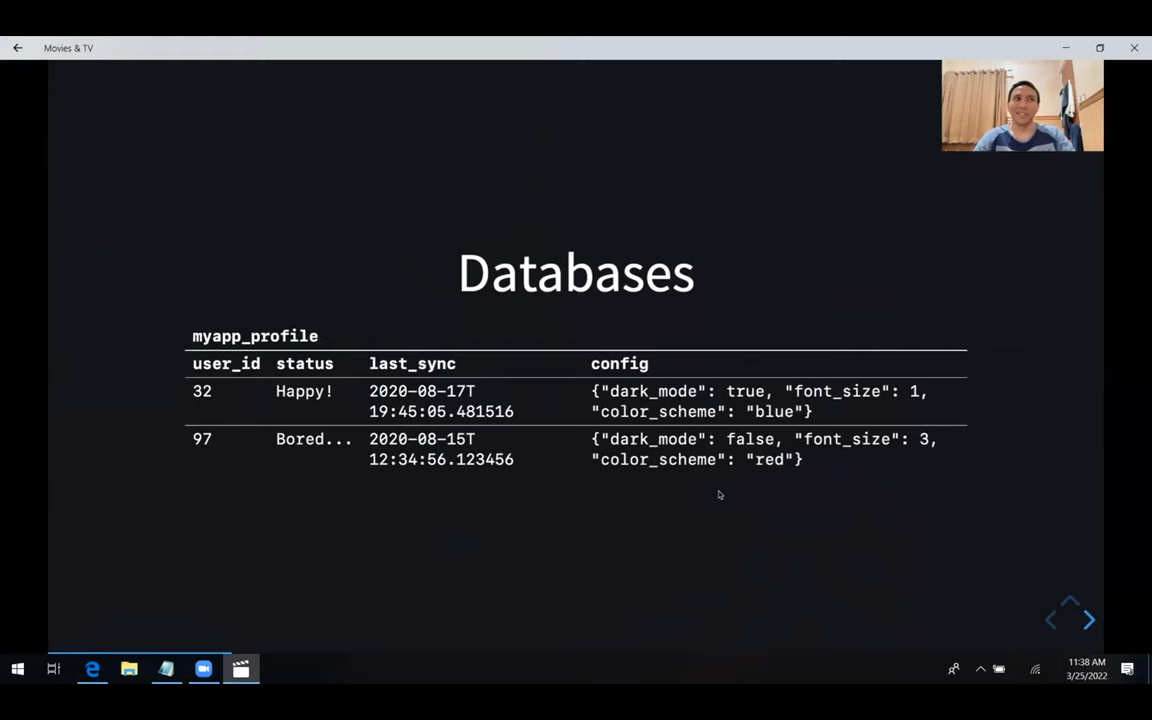 Movies & TV
Databases
myapp_profile
user_id status last_sync config
32 Happy! 2020-08-17T {"dark_mode": true, "font_size": 1,
19:45:05.481516 "color_scheme": "blue"}
97 Bored... 2020-08-15T {"dark_mode": false, "font_size": 3,
12:34:56.123456 "color_scheme": "red"}
11:38 AM
3/25/2022